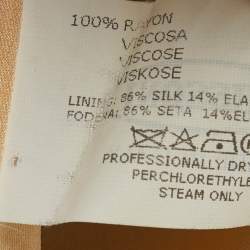 100% RAYON
VISCOSA
VISCOSE
VISKOSE
LINING: 86% SILK 14% ELA
FODERA: 86% SETA 14%EL
PROFESSIONALLY DRY
PERCHLORETHYLE
STEAM ONLY